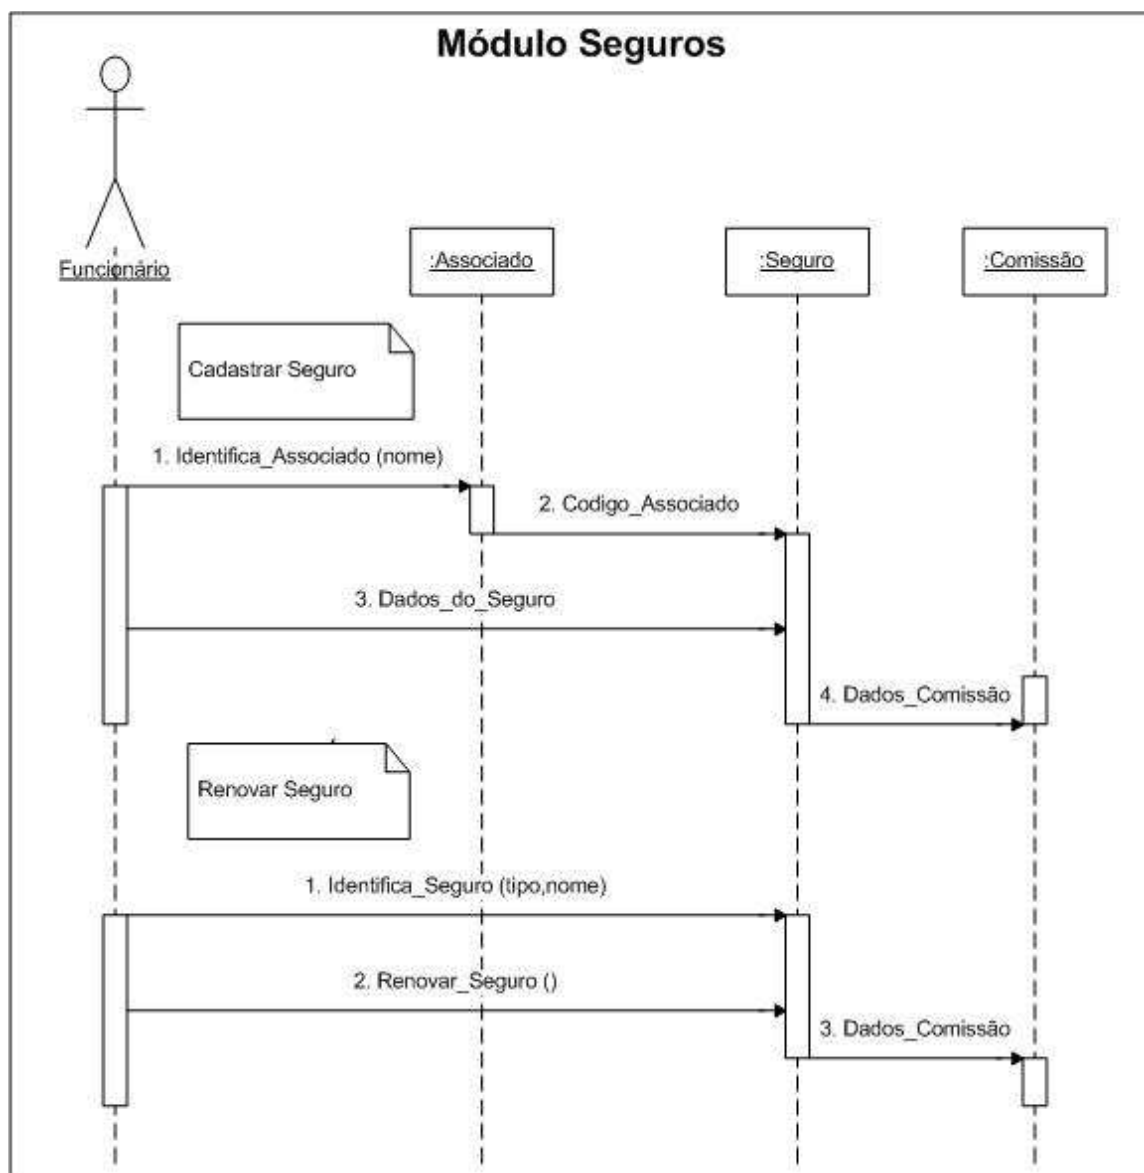 Módulo Seguros
Funcionário
:Associado
:Seguro
:Comissão
Cadastrar Seguro
1. Identifica_Associado (nome)
2. Codigo_Associado
3. Dados_do_Seguro
4. Dados_Comissão
Renovar Seguro
1. Identifica_Seguro (tipo,nome)
2. Renovar_Seguro ()
3. Dados_Comissão